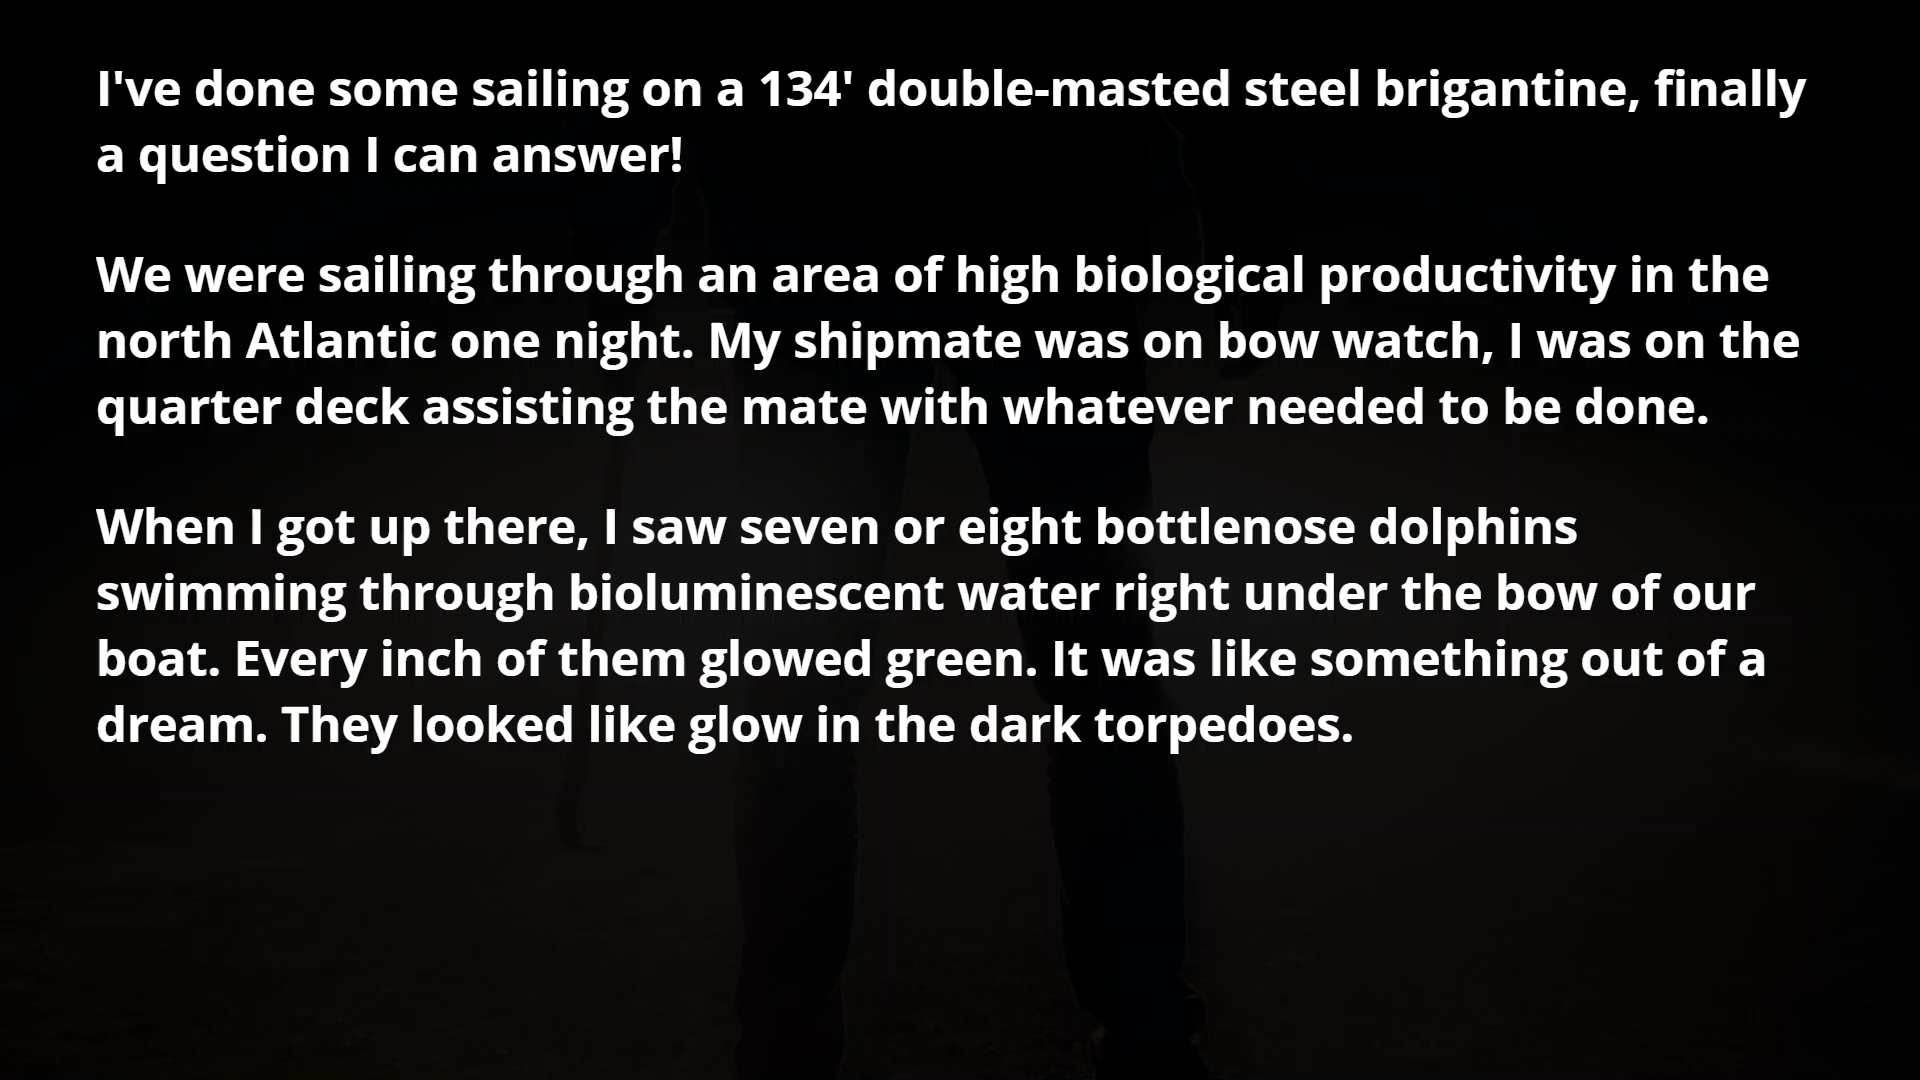 I've done some sailing on a 134' double-masted steel brigantine, finally
a question I can answer!
We were sailing through an area of high biological productivity in the
north Atlantic one night. My shipmate was on bow watch, I was on the
quarter deck assisting the mate with whatever needed to be done.
When I got up there, I saw seven or eight bottlenose dolphins
swimming through bioluminescent water right under the bow of our
boat. Every inch of them glowed green. It was like something out of a
dream. They looked like glow in the dark torpedoes.